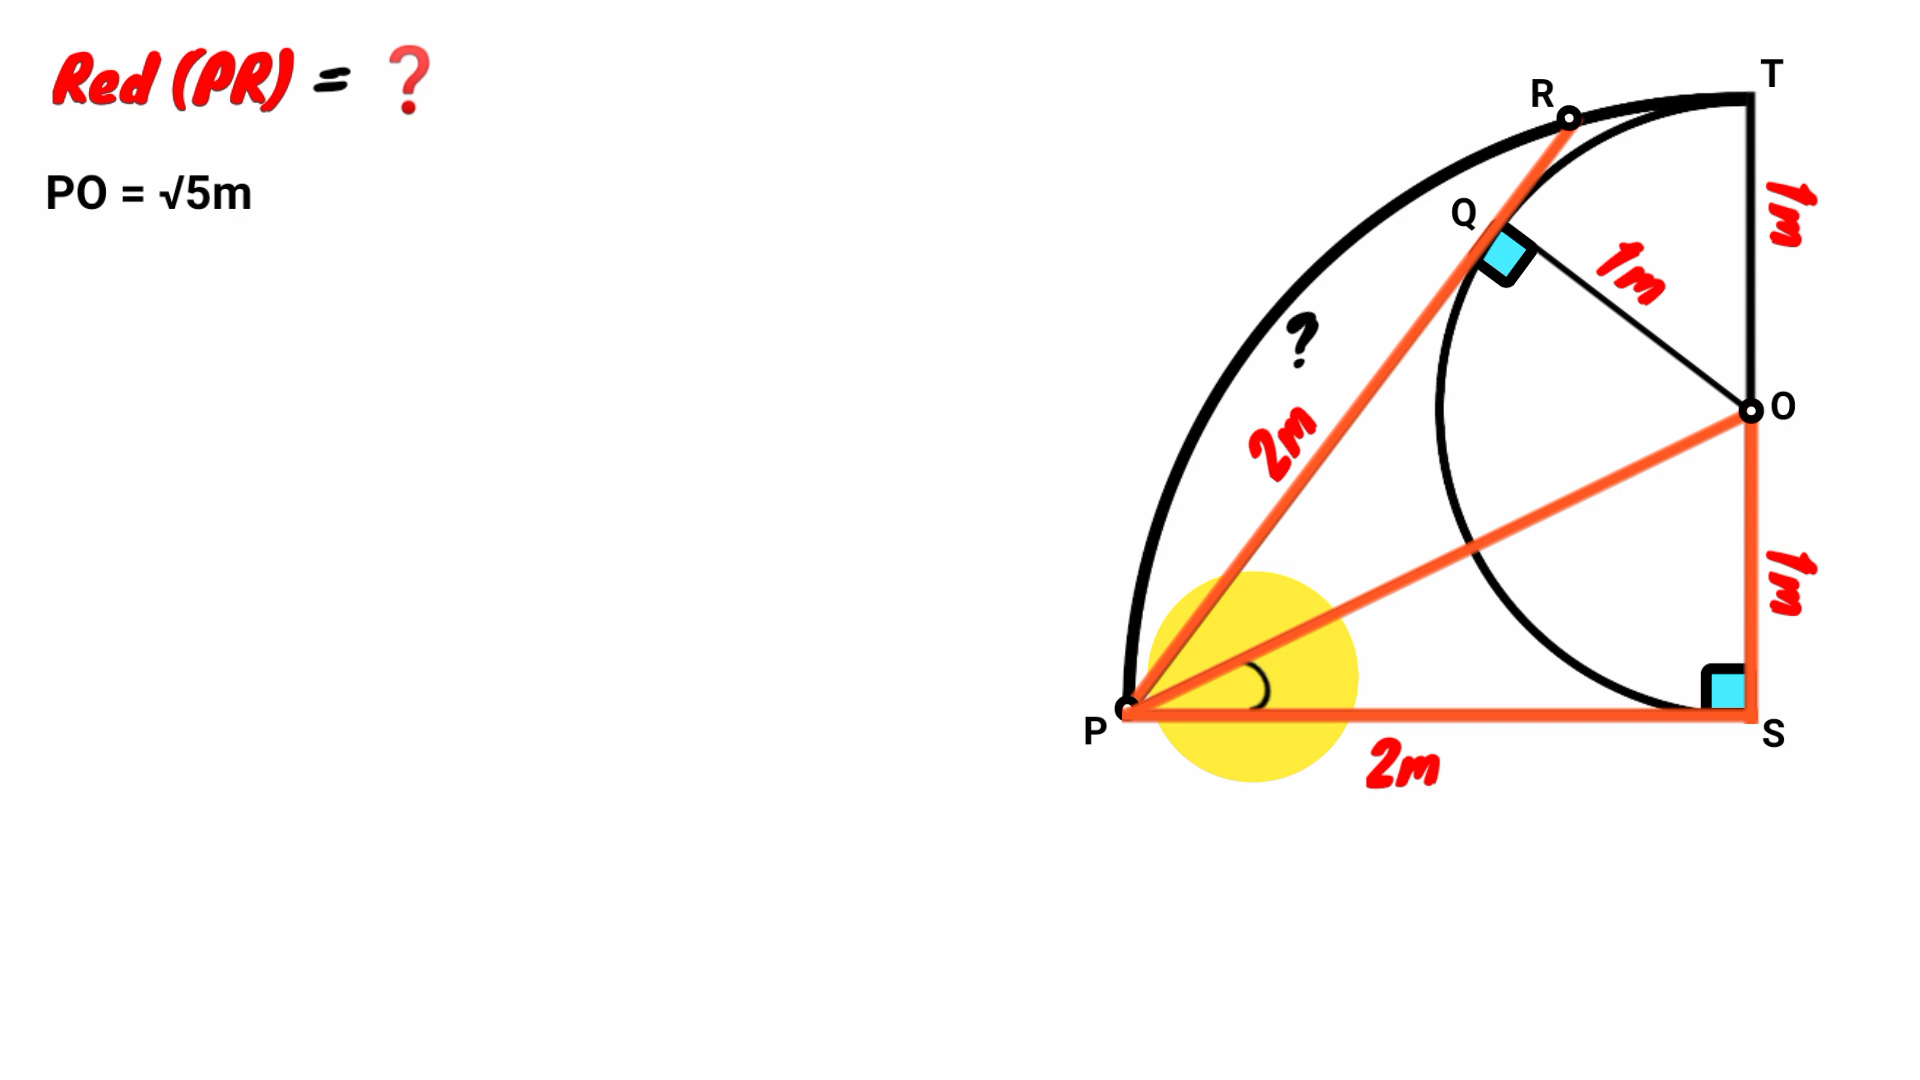 Red (PR) = ❓
PO = √5m
T
R
1m
Q
1m
?
O
2m
1m
P
S
2m